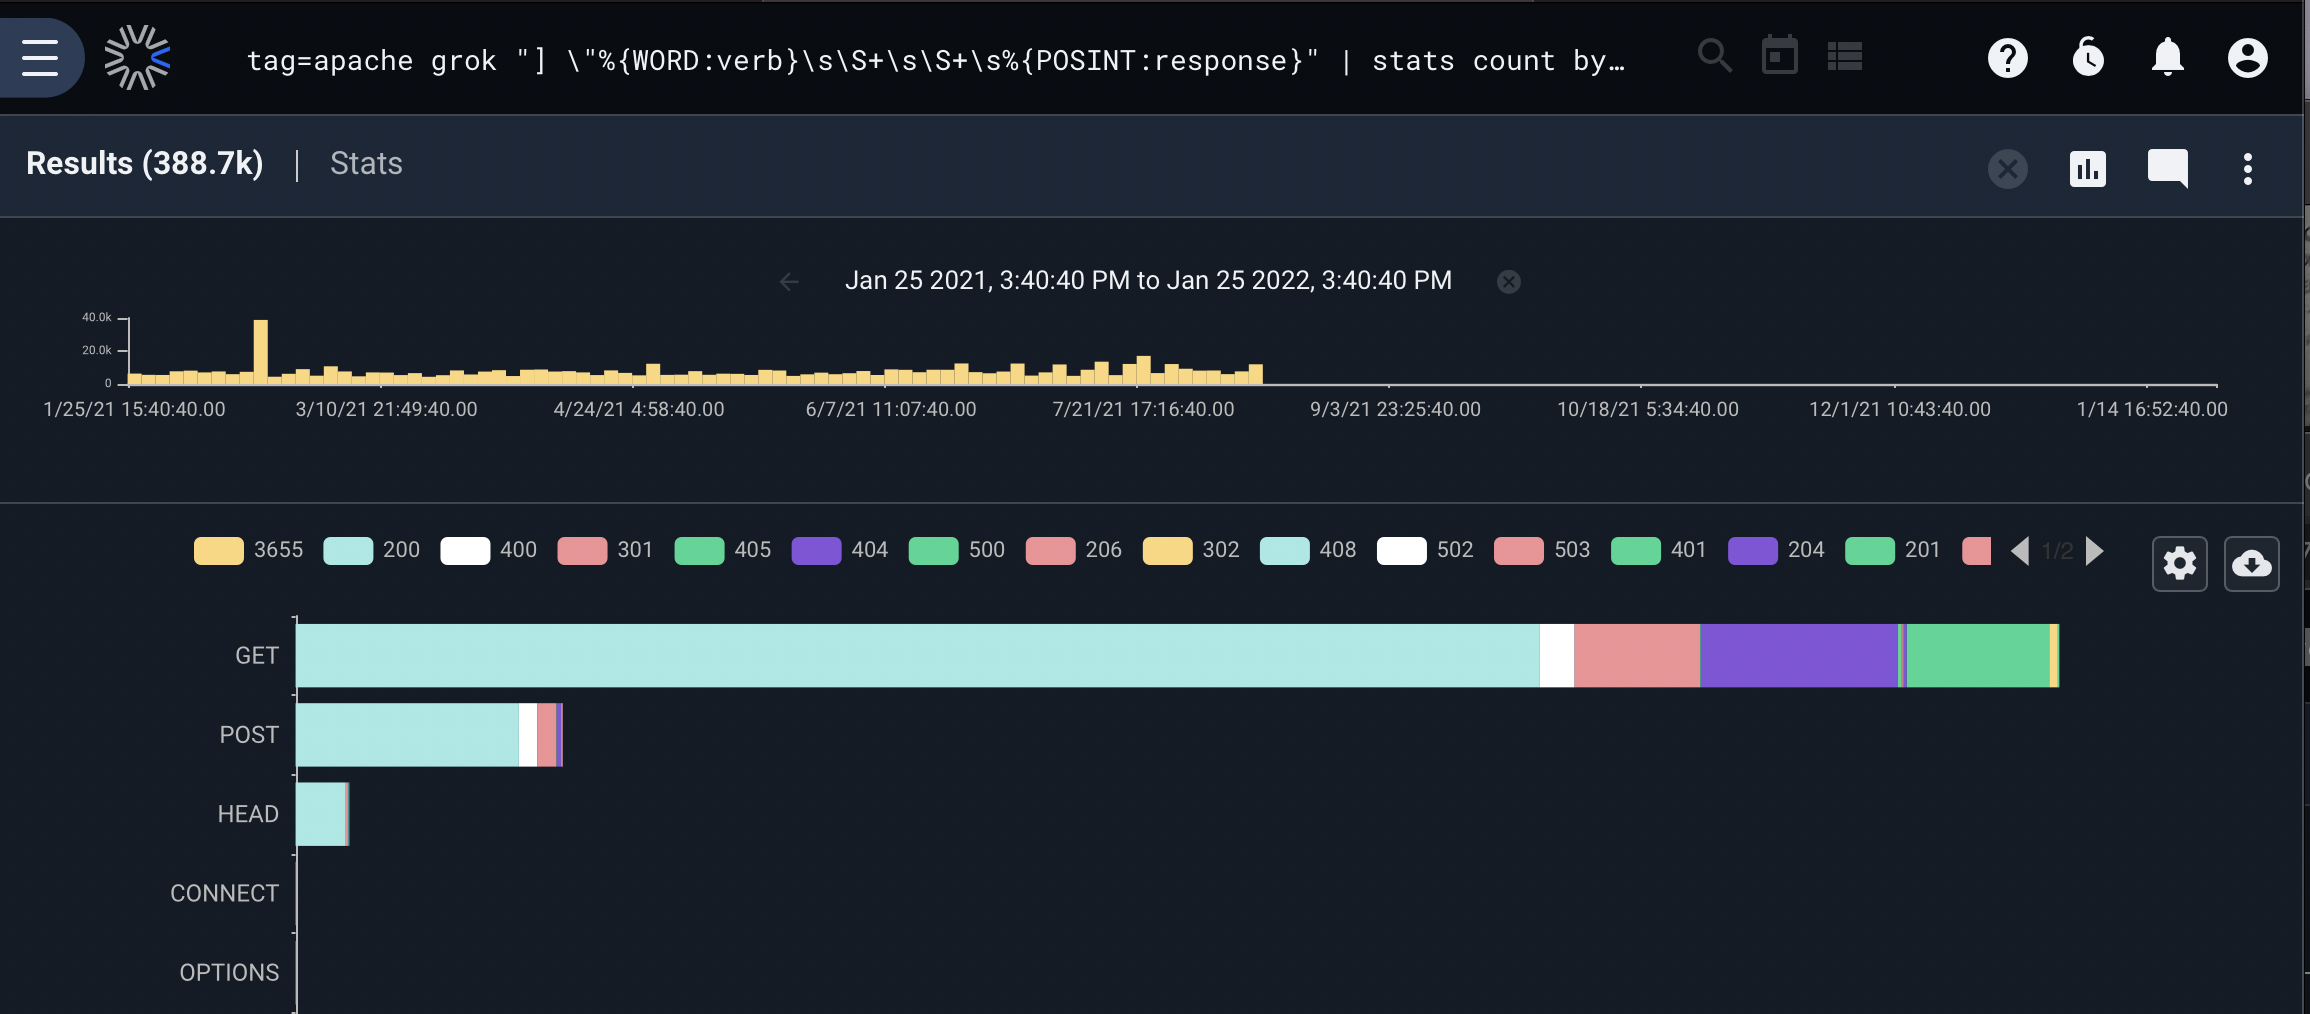 tag=apache grok "] \"%{WORD:verb}\s\S+\s\S+\s%{POSINT:response}" | stats count by…
Results (388.7k) | Stats
Jan 25 2021, 3:40:40 PM to Jan 25 2022, 3:40:40 PM
40.0k
20.0k
0
1/25/21 15:40:40.00 3/10/21 21:49:40.00 4/24/21 4:58:40.00 6/7/21 11:07:40.00 7/21/21 17:16:40.00 9/3/21 23:25:40.00 10/18/21 5:34:40.00 12/1/21 10:43:40.00 1/14 16:52:40.00
3655 200 400 301 405 404 500 206 302 408 502 503 401 204 201 1/2
GET
POST
HEAD
CONNECT
OPTIONS